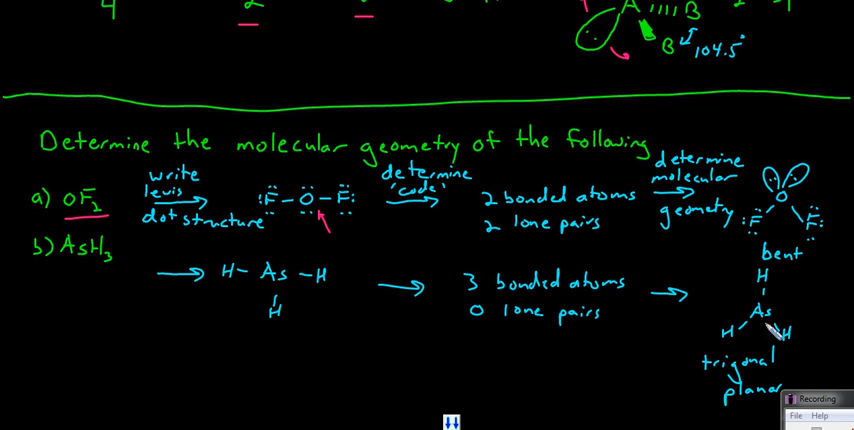 4 2
A B
B 104.5°
Determine the molecular geometry of the following
a) OF2
write
lewis
dot structure
F - O - F
determine
'code'
2 bonded atoms
2 lone pairs
determine
molecular
geometry
O
F F
bent
b) AsH3
H - As - H
H
3 bonded atoms
0 lone pairs
H
As
H H
trigonal
planar
Recording
File Help